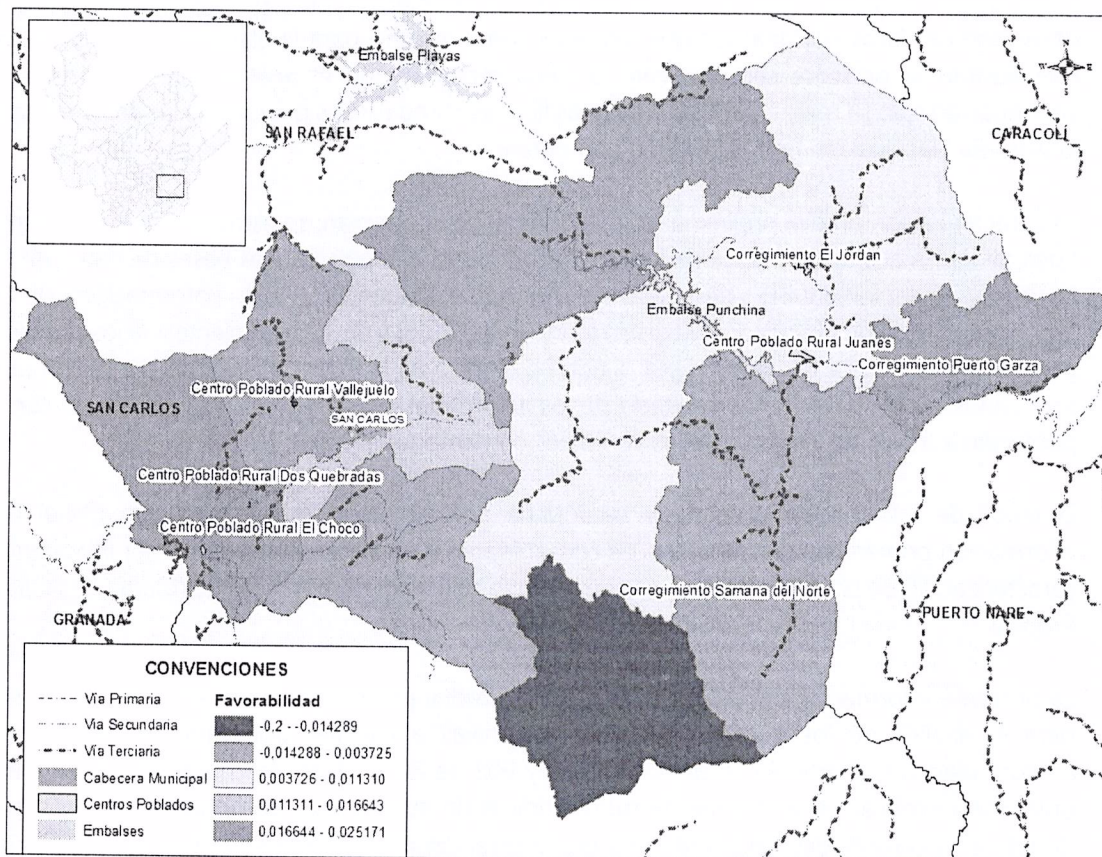 Embalse Playas
N
W
E
S
SAN RAFAEL
CARACOLÍ
Corregimiento El Jordan
Embalse Punchina
Centro Poblado Rural Juanes
Corregimiento Puerto Garza
Centro Poblado Rural Vallejuelo
SAN CARLOS
SAN CARLOS
Centro Poblado Rural Dos Quebradas
Centro Poblado Rural El Choco
Corregimiento Samana del Norte
GRANADA
PUERTO NARE
CONVENCIONES
Vía Primaria
Vía Secundaria
Vía Terciaria
Cabecera Municipal
Centros Poblados
Embalses
Favorabilidad
-0.2 - -0,014289
-0,014288 - 0,003725
0,003726 - 0,011310
0,011311 - 0,016643
0,016644 - 0,025171